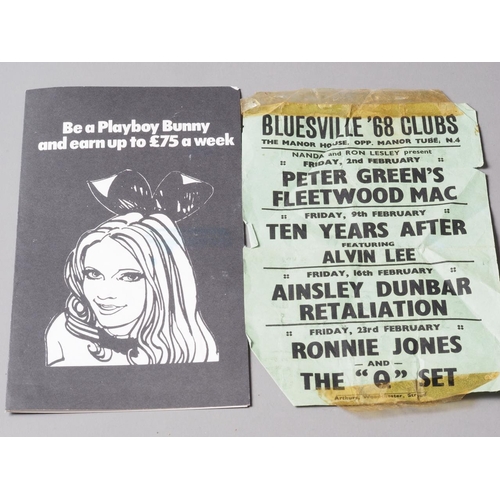 Be a Playboy Bunny
and earn up to £75 a week
BLUESVILLE '68 CLUBS
THE MANOR HOUSE. OPP. MANOR TUBE, N.4
NANDA and RON LESLEY present
FRIDAY, 2nd FEBRUARY
PETER GREEN'S
FLEETWOOD MAC
FRIDAY, 9th FEBRUARY
TEN YEARS AFTER
FEATURING
ALVIN LEE
FRIDAY, 16th FEBRUARY
AINSLEY DUNBAR
RETALIATION
FRIDAY, 23rd FEBRUARY
RONNIE JONES
AND
THE "Q" SET